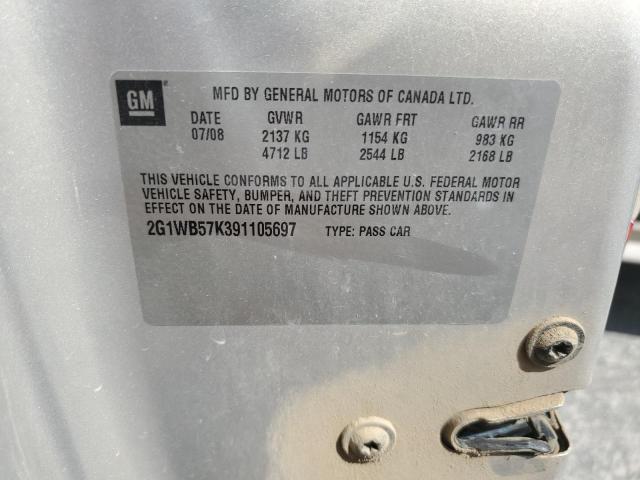 GM
MFD BY GENERAL MOTORS OF CANADA LTD.
DATE GVWR GAWR FRT GAWR RR
07/08 2137 KG 1154 KG 983 KG
4712 LB 2544 LB 2168 LB
THIS VEHICLE CONFORMS TO ALL APPLICABLE U.S. FEDERAL MOTOR
VEHICLE SAFETY, BUMPER, AND THEFT PREVENTION STANDARDS IN
EFFECT ON THE DATE OF MANUFACTURE SHOWN ABOVE.
2G1WB57K391105697 TYPE: PASS CAR